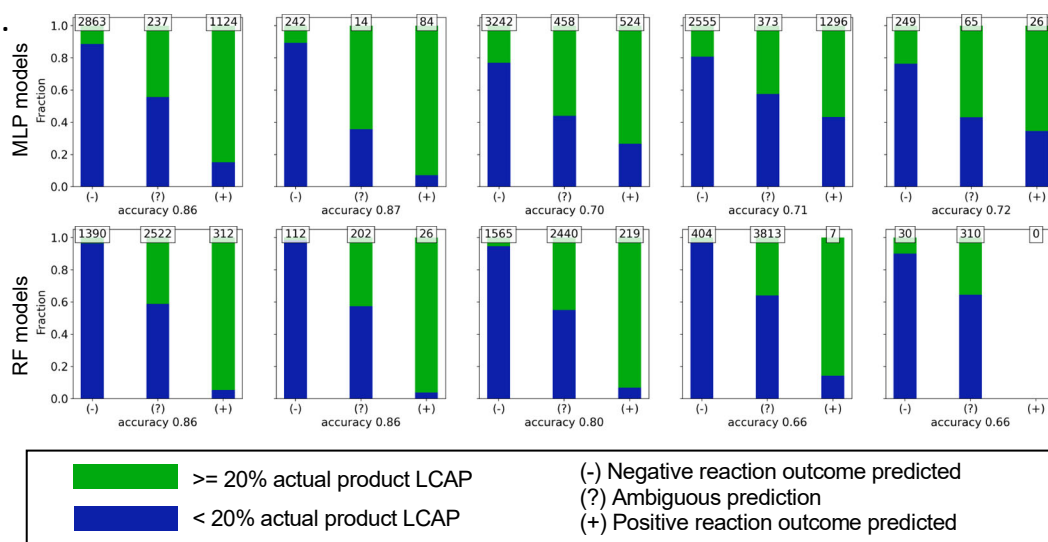 .
2863 237 1124 242 14 84 3242 458 524 2555 373 1296 249 65 26
MLP models
Fraction
1.0
0.8
0.6
0.4
0.2
0.0
(-) (?) (+) (-) (?) (+) (-) (?) (+) (-) (?) (+) (-) (?) (+)
accuracy 0.86 accuracy 0.87 accuracy 0.70 accuracy 0.71 accuracy 0.72
1390 2522 312 112 202 26 1565 2440 219 404 3813 7 30 310 0
RF models
Fraction
1.0
0.8
0.6
0.4
0.2
0.0
(-) (?) (+) (-) (?) (+) (-) (?) (+) (-) (?) (+) (-) (?) (+)
accuracy 0.86 accuracy 0.86 accuracy 0.80 accuracy 0.66 accuracy 0.66
>= 20% actual product LCAP
< 20% actual product LCAP
(-) Negative reaction outcome predicted
(?) Ambiguous prediction
(+) Positive reaction outcome predicted